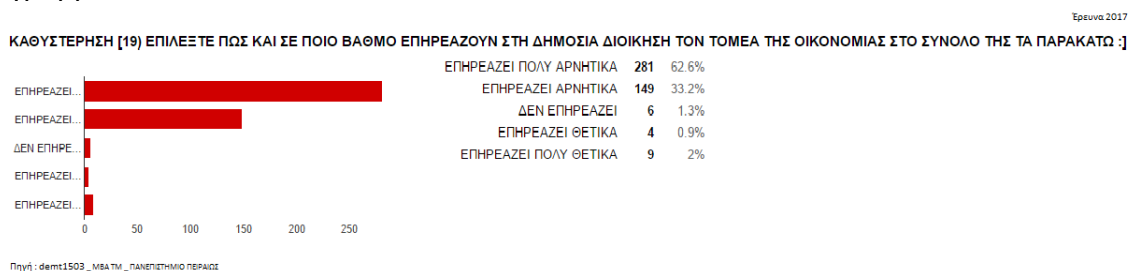 Έρευνα 2017
ΚΑΘΥΣΤΕΡΗΣΗ [19) ΕΠΙΛΕΞΤΕ ΠΩΣ ΚΑΙ ΣΕ ΠΟΙΟ ΒΑΘΜΟ ΕΠΗΡΕΑΖΟΥΝ ΣΤΗ ΔΗΜΟΣΙΑ ΔΙΟΙΚΗΣΗ ΤΟΝ ΤΟΜΕΑ ΤΗΣ ΟΙΚΟΝΟΜΙΑΣ ΣΤΟ ΣΥΝΟΛΟ ΤΗΣ ΤΑ ΠΑΡΑΚΑΤΩ :]
ΕΠΗΡΕΑΖΕΙ...
ΕΠΗΡΕΑΖΕΙ...
ΔΕΝ ΕΠΗΡΕ...
ΕΠΗΡΕΑΖΕΙ...
ΕΠΗΡΕΑΖΕΙ...
0 50 100 150 200 250
ΕΠΗΡΕΑΖΕΙ ΠΟΛΥ ΑΡΝΗΤΙΚΑ 281 62.6%
ΕΠΗΡΕΑΖΕΙ ΑΡΝΗΤΙΚΑ 149 33.2%
ΔΕΝ ΕΠΗΡΕΑΖΕΙ 6 1.3%
ΕΠΗΡΕΑΖΕΙ ΘΕΤΙΚΑ 4 0.9%
ΕΠΗΡΕΑΖΕΙ ΠΟΛΥ ΘΕΤΙΚΑ 9 2%
Πηγή : demt1503 _ MBA TM _ ΠΑΝΕΠΙΣΤΗΜΙΟ ΠΕΙΡΑΙΩΣ